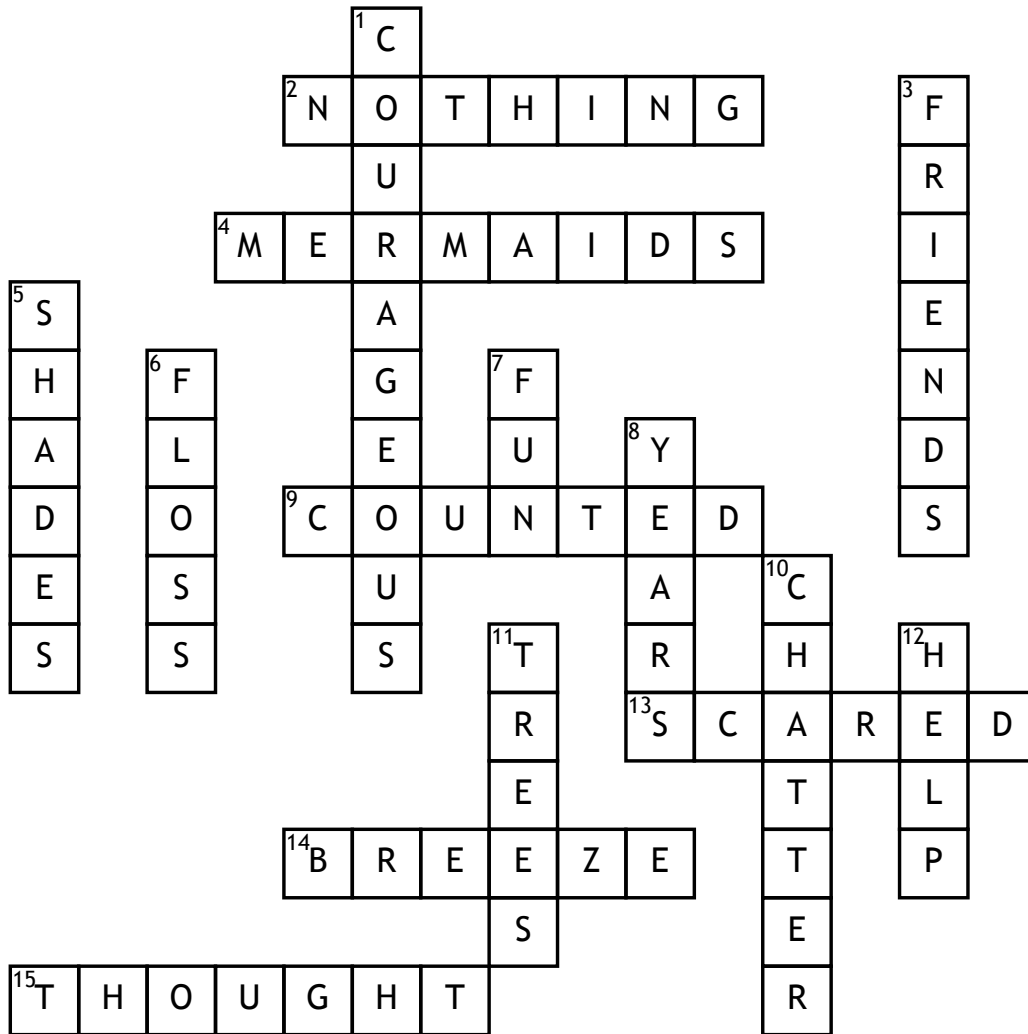 1 C
2 N O T H I N G 3 F
U R
4 M E R M A I D S I
5 S A E
H 6 F G 7 F N
A L E U 8 Y D
D O 9 C O U N T E D S
E S U A 10 C
S S S 11 T R H 12 H
R 13 S C A R E D
E T L
14 B R E E Z E T P
S E
15 T H O U G H T R